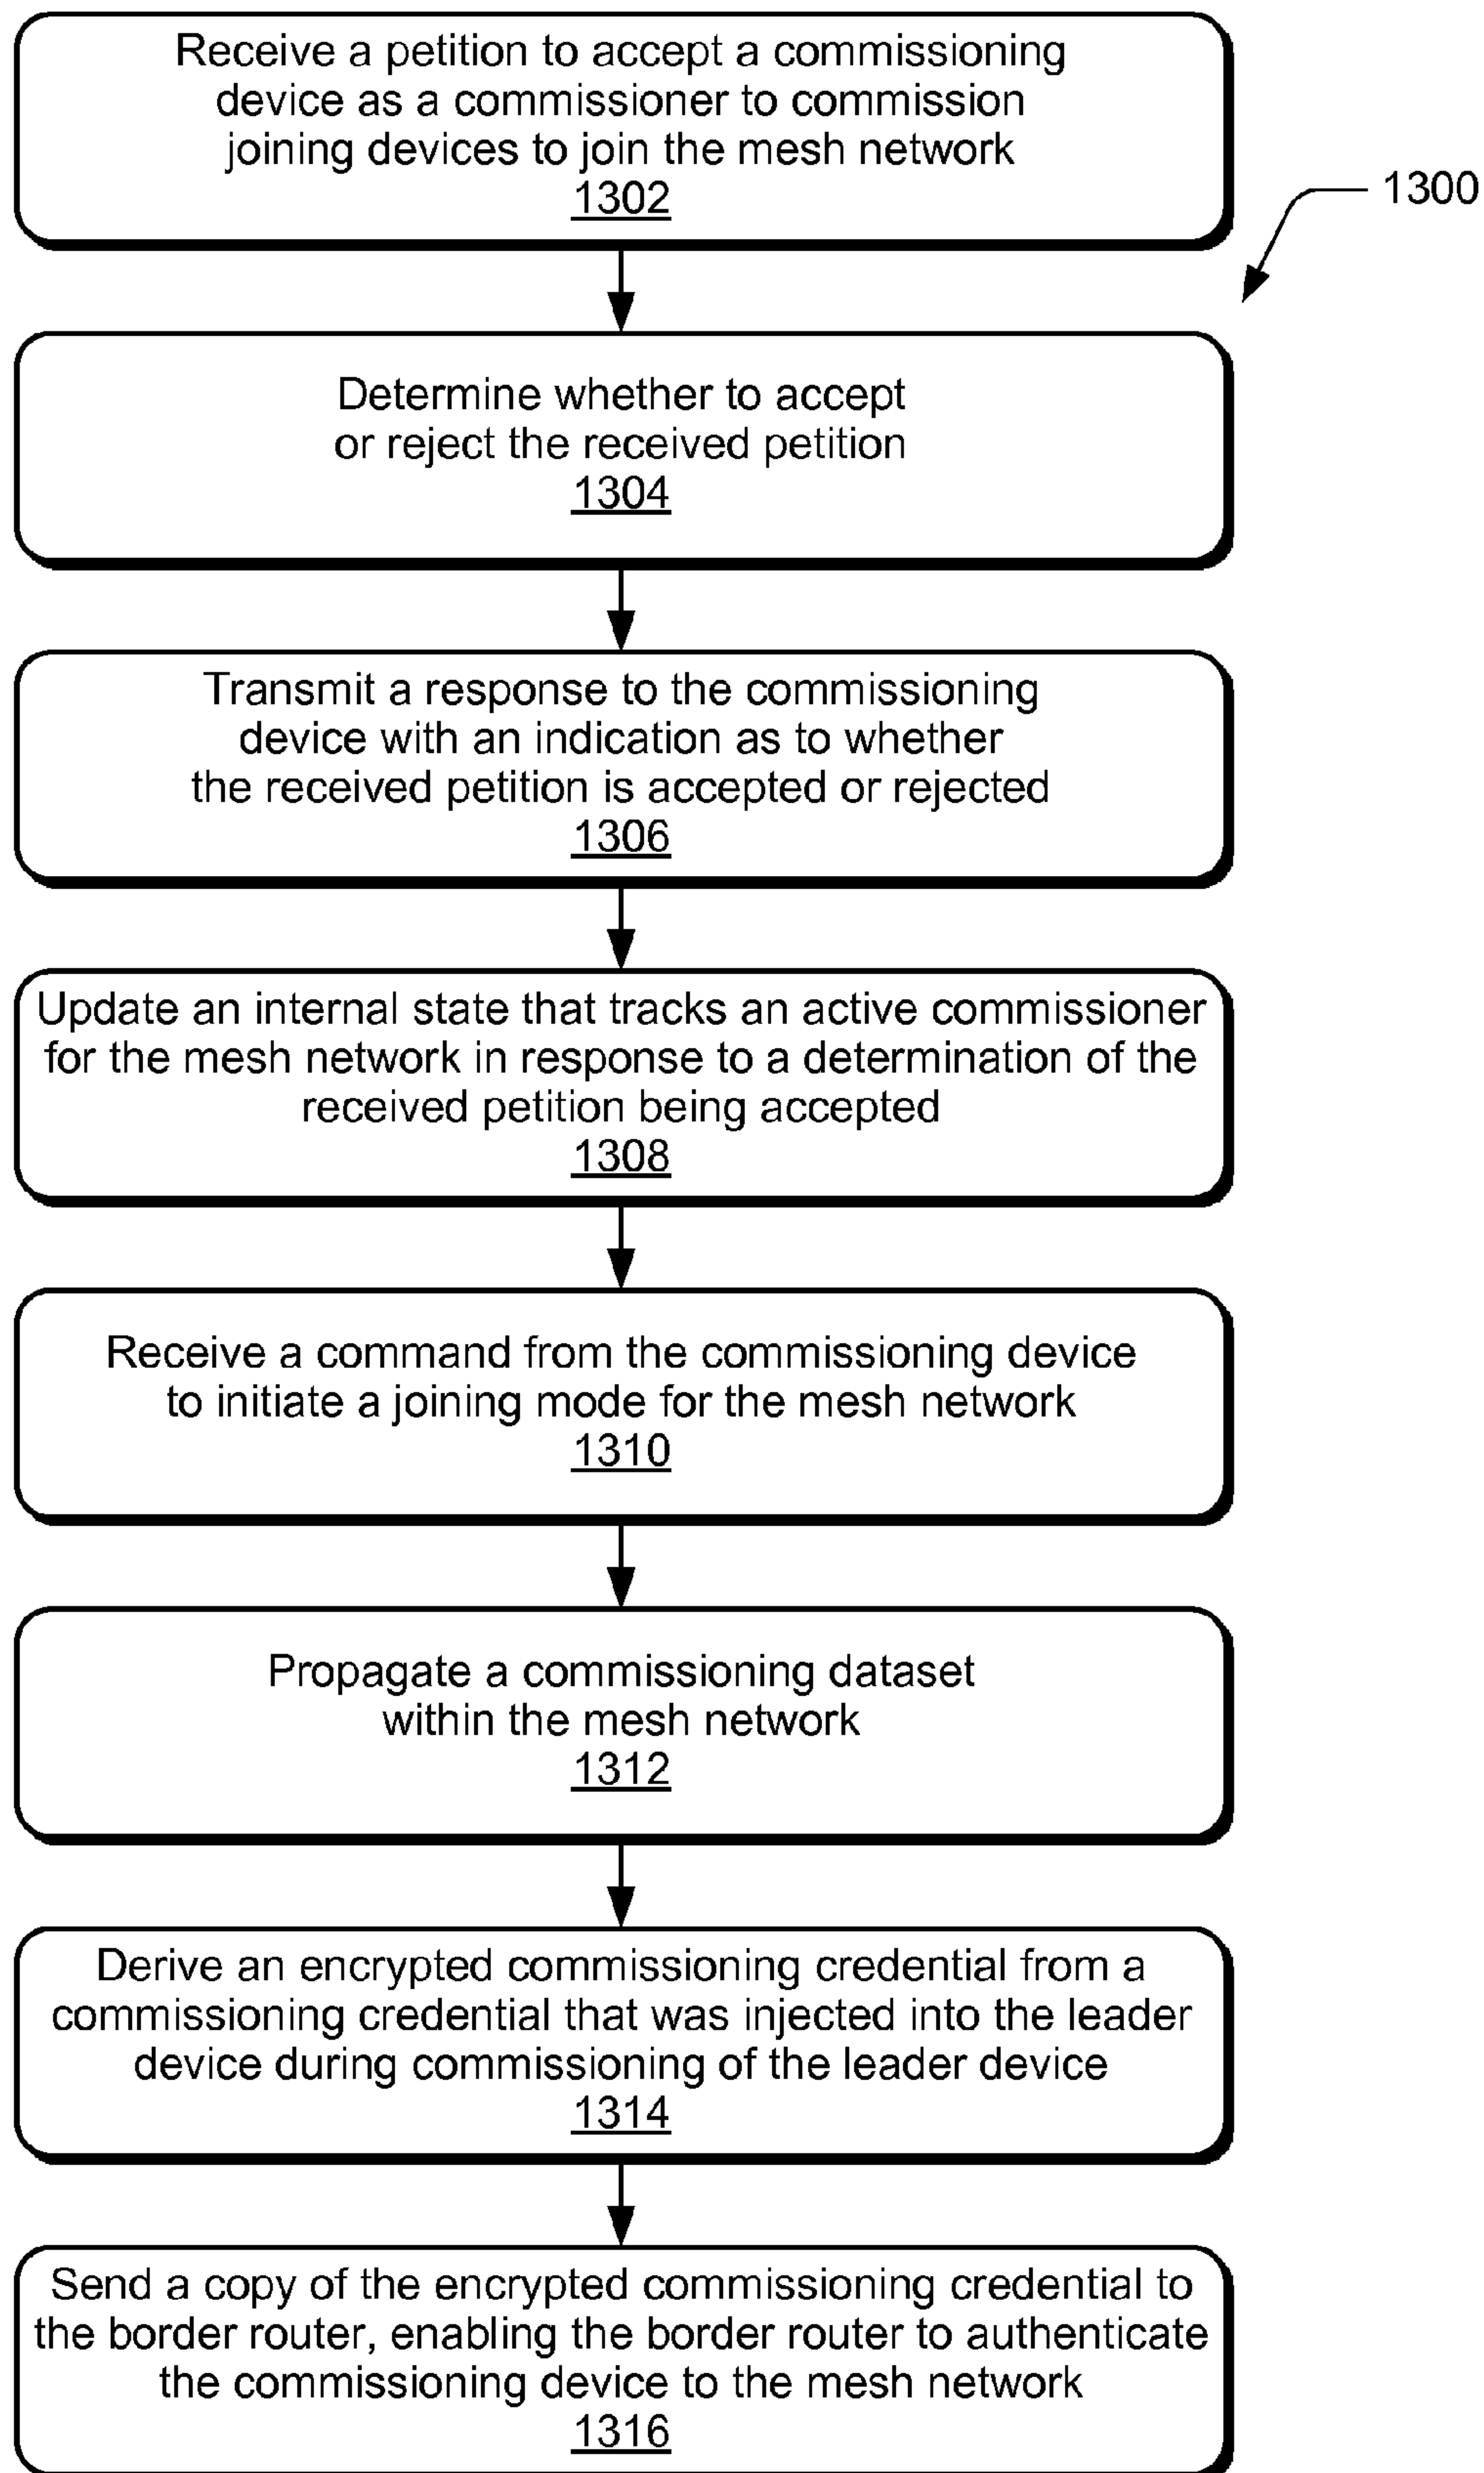 Receive a petition to accept a commissioning
device as a commissioner to commission
joining devices to join the mesh network
1302
1300
Determine whether to accept
or reject the received petition
1304
Transmit a response to the commissioning
device with an indication as to whether
the received petition is accepted or rejected
1306
Update an internal state that tracks an active commissioner
for the mesh network in response to a determination of the
received petition being accepted
1308
Receive a command from the commissioning device
to initiate a joining mode for the mesh network
1310
Propagate a commissioning dataset
within the mesh network
1312
Derive an encrypted commissioning credential from a
commissioning credential that was injected into the leader
device during commissioning of the leader device
1314
Send a copy of the encrypted commissioning credential to
the border router, enabling the border router to authenticate
the commissioning device to the mesh network
1316